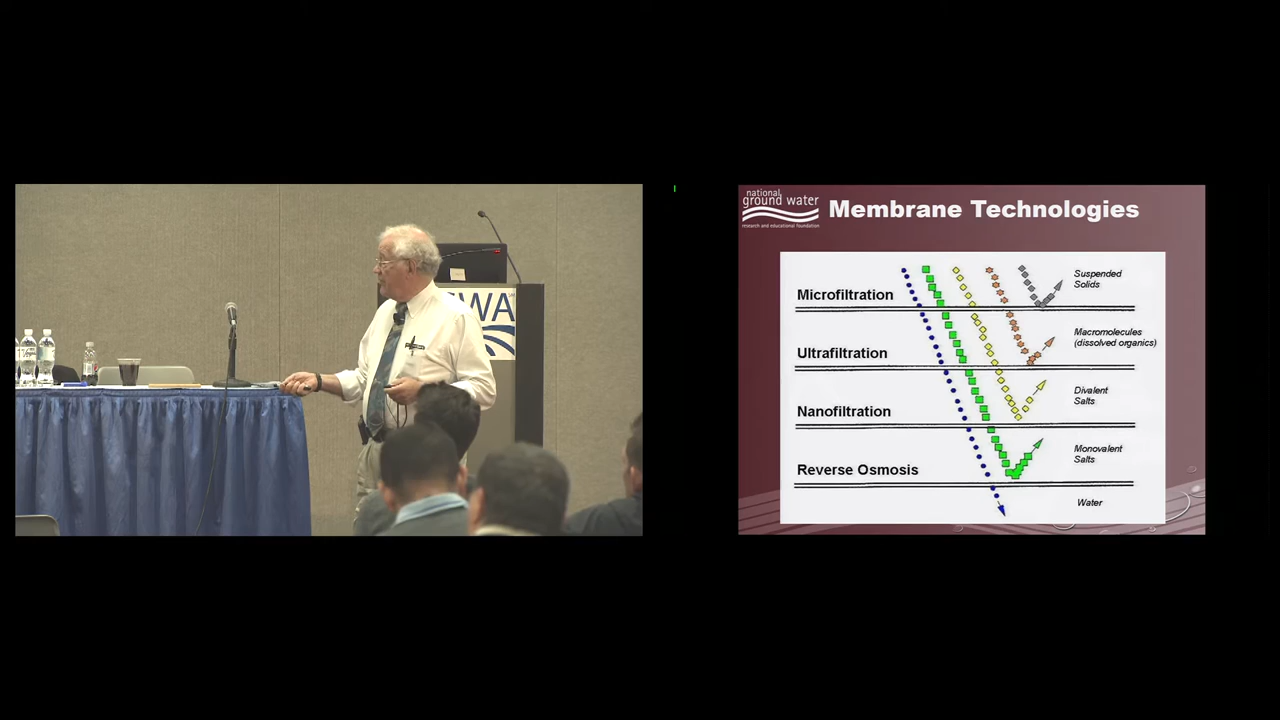 WA
national
ground water
research and educational foundation
Membrane Technologies
Microfiltration
Suspended
Solids
Ultrafiltration
Macromolecules
(dissolved organics)
Nanofiltration
Divalent
Salts
Reverse Osmosis
Monovalent
Salts
Water